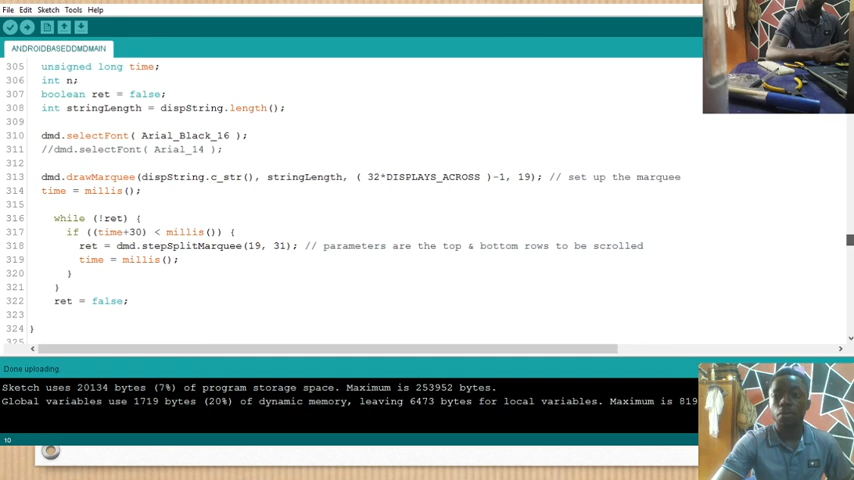 File Edit Sketch Tools Help
ANDROIDBASEDDMDMAIN
305 unsigned long time;
306 int n;
307 boolean ret = false;
308 int stringLength = dispString.length();
309
310 dmd.selectFont( Arial_Black_16 );
311 //dmd.selectFont( Arial_14 );
312
313 dmd.drawMarquee(dispString.c_str(), stringLength, ( 32*DISPLAYS_ACROSS )-1, 19); // set up the marquee
314 time = millis();
315
316 while (!ret) {
317 if ((time+30) < millis()) {
318 ret = dmd.stepSplitMarquee(19, 31); // parameters are the top & bottom rows to be scrolled
319 time = millis();
320 }
321 }
322 ret = false;
323
324 }
325
Done uploading.
Sketch uses 20134 bytes (7%) of program storage space. Maximum is 253952 bytes.
Global variables use 1719 bytes (20%) of dynamic memory, leaving 6473 bytes for local variables. Maximum is 819
10